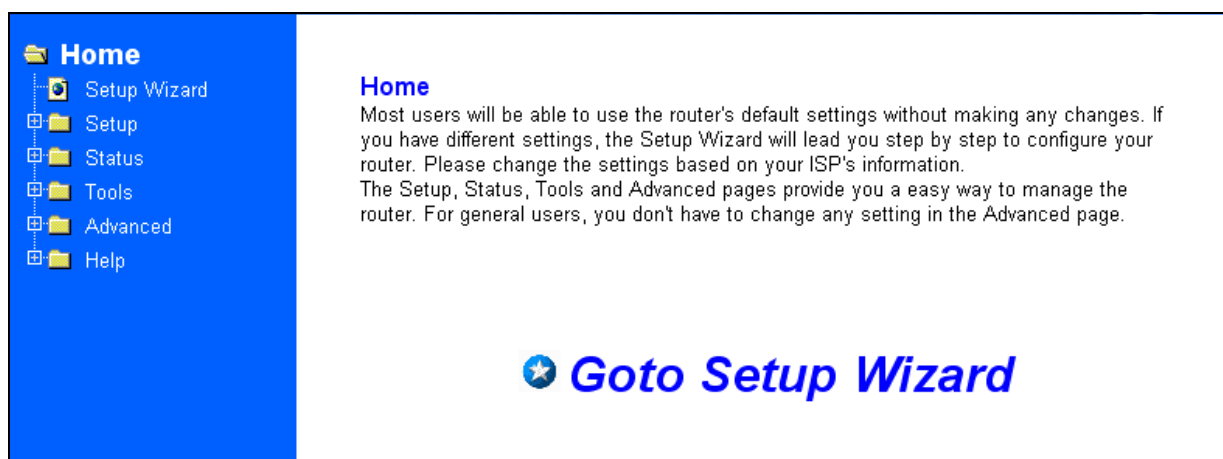 Home
Setup Wizard
Setup
Status
Tools
Advanced
Help
Home
Most users will be able to use the router's default settings without making any changes. If
you have different settings, the Setup Wizard will lead you step by step to configure your
router. Please change the settings based on your ISP's information.
The Setup, Status, Tools and Advanced pages provide you a easy way to manage the
router. For general users, you don't have to change any setting in the Advanced page.
Goto Setup Wizard